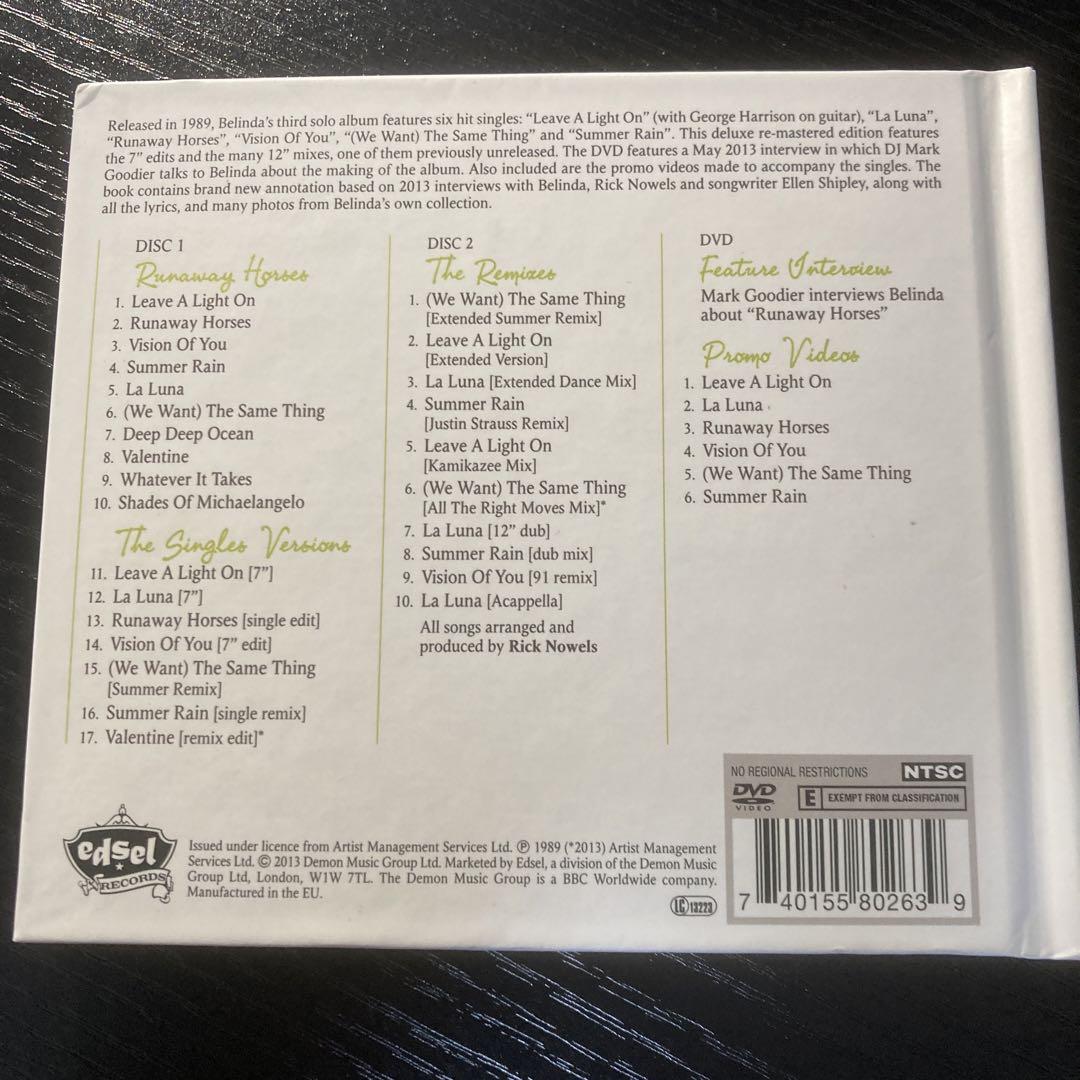 Released in 1989, Belinda's third solo album features six hit singles: "Leave A Light On" (with George Harrison on guitar), "La Luna",
"Runaway Horses", "Vision Of You", "(We Want) The Same Thing" and "Summer Rain". This deluxe re-mastered edition features
the 7" edits and the many 12" mixes, one of them previously unreleased. The DVD features a May 2013 interview in which DJ Mark
Goodier talks to Belinda about the making of the album. Also included are the promo videos made to accompany the singles. The
book contains brand new annotation based on 2013 interviews with Belinda, Rick Nowels and songwriter Ellen Shipley, along with
all the lyrics, and many photos from Belinda's own collection.
DISC 1
Runaway Horses
1. Leave A Light On
2. Runaway Horses
3. Vision Of You
4. Summer Rain
5. La Luna
6. (We Want) The Same Thing
7. Deep Deep Ocean
8. Valentine
9. Whatever It Takes
10. Shades Of Michaelangelo
The Singles Versions
11. Leave A Light On [7"]
12. La Luna [7"]
13. Runaway Horses [single edit]
14. Vision Of You [7" edit]
15. (We Want) The Same Thing
[Summer Remix]
16. Summer Rain [single remix]
17. Valentine [remix edit]*
DISC 2
The Remixes
1. (We Want) The Same Thing
[Extended Summer Remix]
2. Leave A Light On
[Extended Version]
3. La Luna [Extended Dance Mix]
4. Summer Rain
[Justin Strauss Remix]
5. Leave A Light On
[Kamikazee Mix]
6. (We Want) The Same Thing
[All The Right Moves Mix]*
7. La Luna [12" dub]
8. Summer Rain [dub mix]
9. Vision Of You [91 remix]
10. La Luna [Acappella]
All songs arranged and
produced by Rick Nowels
DVD
Feature Interview
Mark Goodier interviews Belinda
about "Runaway Horses"
Promo Videos
1. Leave A Light On
2. La Luna
3. Runaway Horses
4. Vision Of You
5. (We Want) The Same Thing
6. Summer Rain
NO REGIONAL RESTRICTIONS NTSC
DVD VIDEO
E EXEMPT FROM CLASSIFICATION
7 40155 80263 9
edsel
RECORDS
Issued under licence from Artist Management Services Ltd. ℗ 1989 (*2013) Artist Management
Services Ltd. © 2013 Demon Music Group Ltd. Marketed by Edsel, a division of the Demon Music
Group Ltd, London, W1W 7TL. The Demon Music Group is a BBC Worldwide company.
Manufactured in the EU.
LC 13223